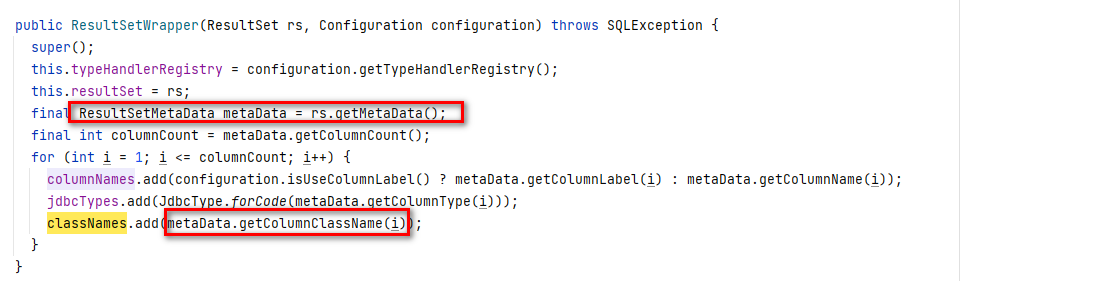 public ResultSetWrapper(ResultSet rs, Configuration configuration) throws SQLException {
super();
this.typeHandlerRegistry = configuration.getTypeHandlerRegistry();
this.resultSet = rs;
final ResultSetMetaData metaData = rs.getMetaData();
final int columnCount = metaData.getColumnCount();
for (int i = 1; i <= columnCount; i++) {
columnNames.add(configuration.isUseColumnLabel() ? metaData.getColumnLabel(i) : metaData.getColumnName(i));
jdbcTypes.add(JdbcType.forCode(metaData.getColumnType(i)));
classNames.add(metaData.getColumnClassName(i));
}
}